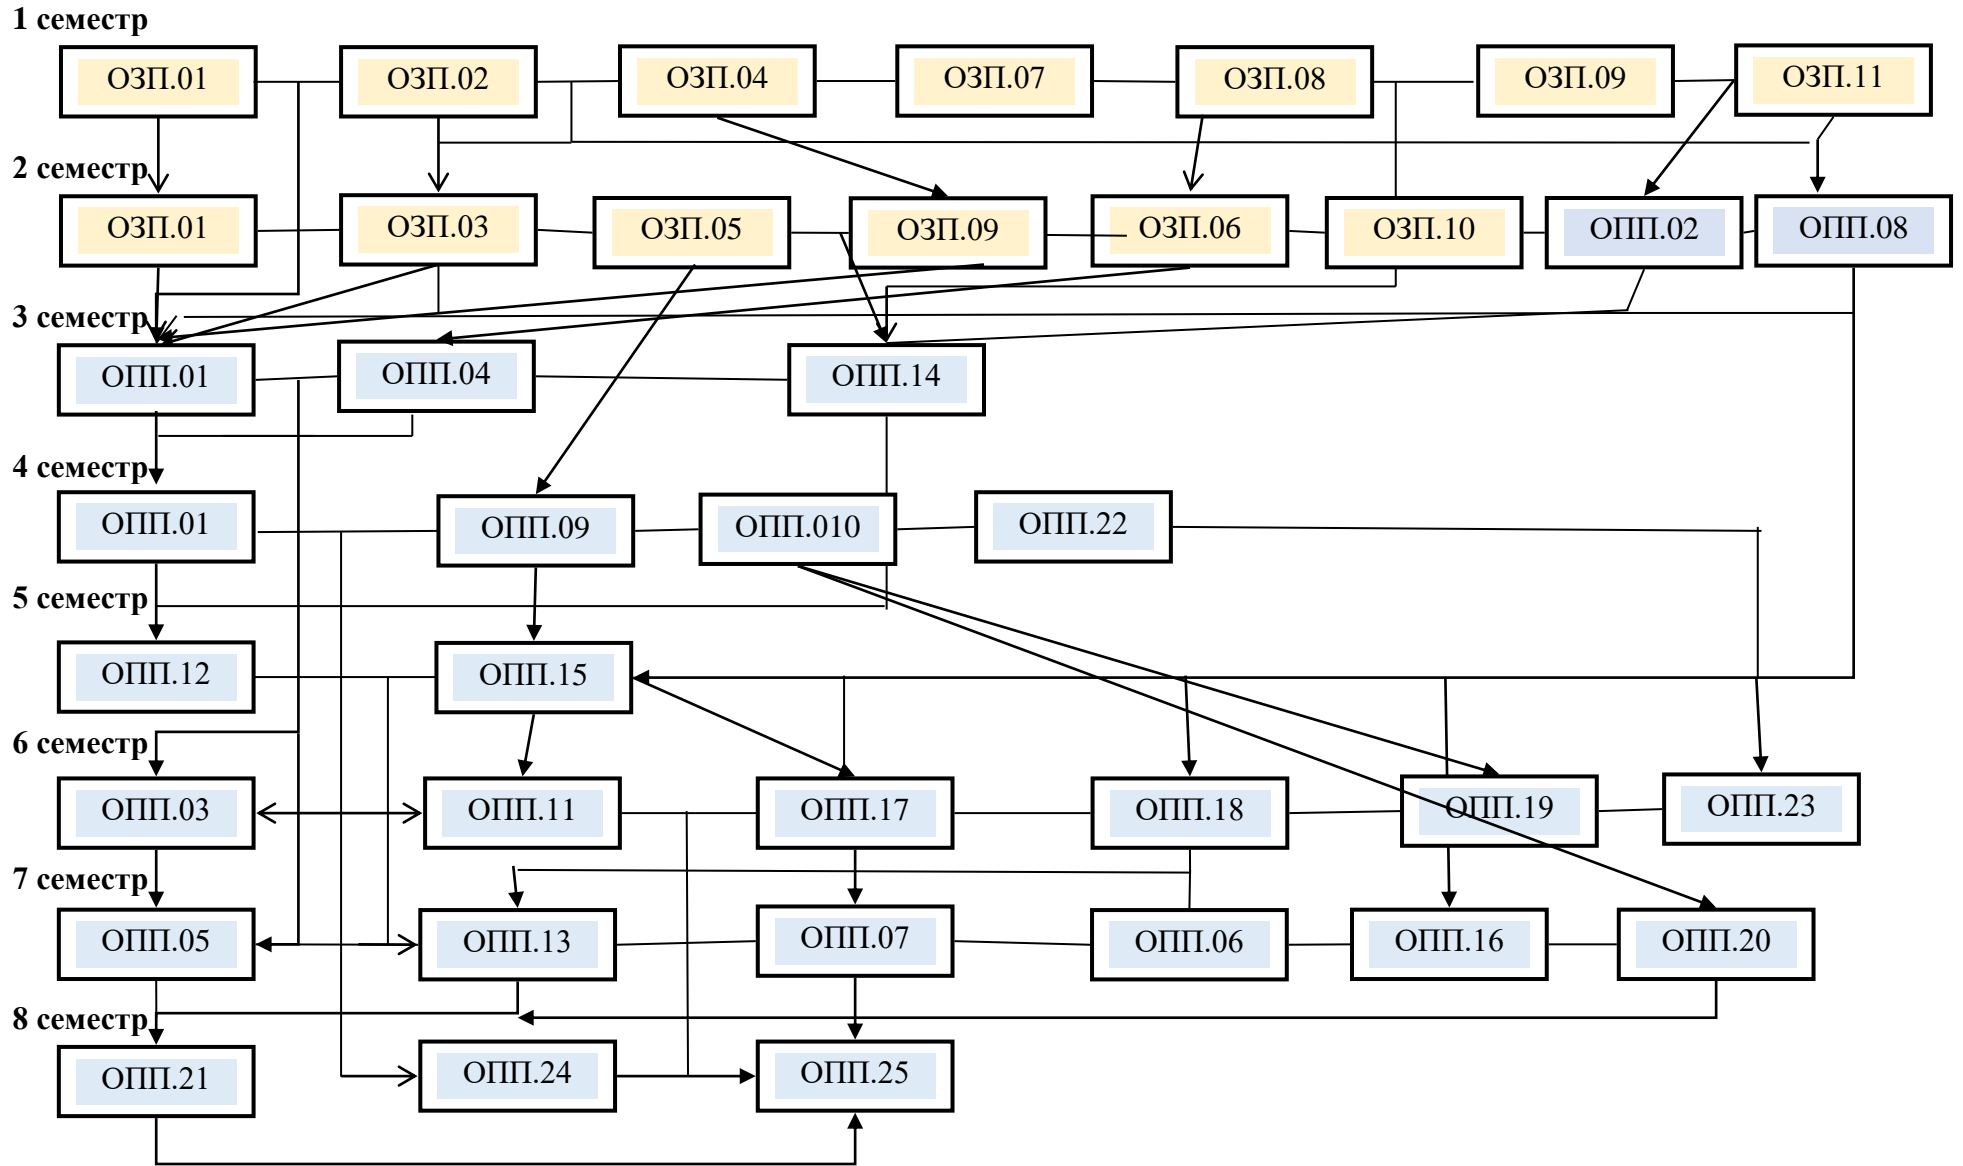 1 семестр
ОЗП.01 ОЗП.02 ОЗП.04 ОЗП.07 ОЗП.08 ОЗП.09 ОЗП.11
2 семестр
ОЗП.01 ОЗП.03 ОЗП.05 ОЗП.09 ОЗП.06 ОЗП.10 ОПП.02 ОПП.08
3 семестр
ОПП.01 ОПП.04 ОПП.14
4 семестр
ОПП.01 ОПП.09 ОПП.010 ОПП.22
5 семестр
ОПП.12 ОПП.15
6 семестр
ОПП.03 ОПП.11 ОПП.17 ОПП.18 ОПП.19 ОПП.23
7 семестр
ОПП.05 ОПП.13 ОПП.07 ОПП.06 ОПП.16 ОПП.20
8 семестр
ОПП.21 ОПП.24 ОПП.25